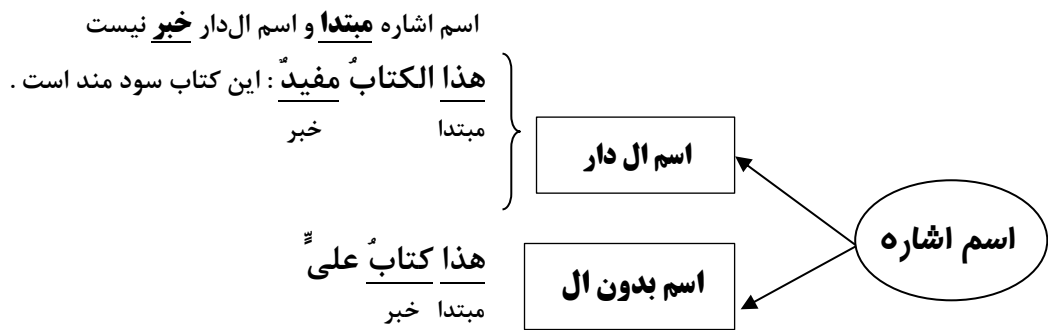 اسم اشاره مبتدا و اسم ال‌دار خبر نیست
هذا الکتابُ مفیدٌ : این کتاب سود مند است .
مبتدا خبر
اسم ال دار
اسم اشاره
هذا کتابُ علیٍّ
مبتدا خبر
اسم بدون ال